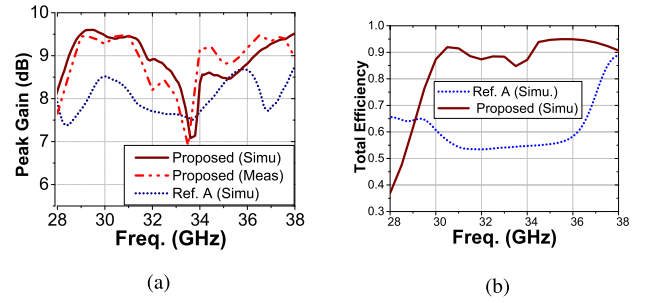 Peak Gain (dB)
10
9
8
7
6
Proposed (Simu)
Proposed (Meas)
Ref. A (Simu)
28 30 32 34 36 38
Freq. (GHz)
(a)
Total Efficiency
1.0
0.9
0.8
0.7
0.6
0.5
0.4
0.3
Ref. A (Simu.)
Proposed (Simu)
28 30 32 34 36 38
Freq. (GHz)
(b)